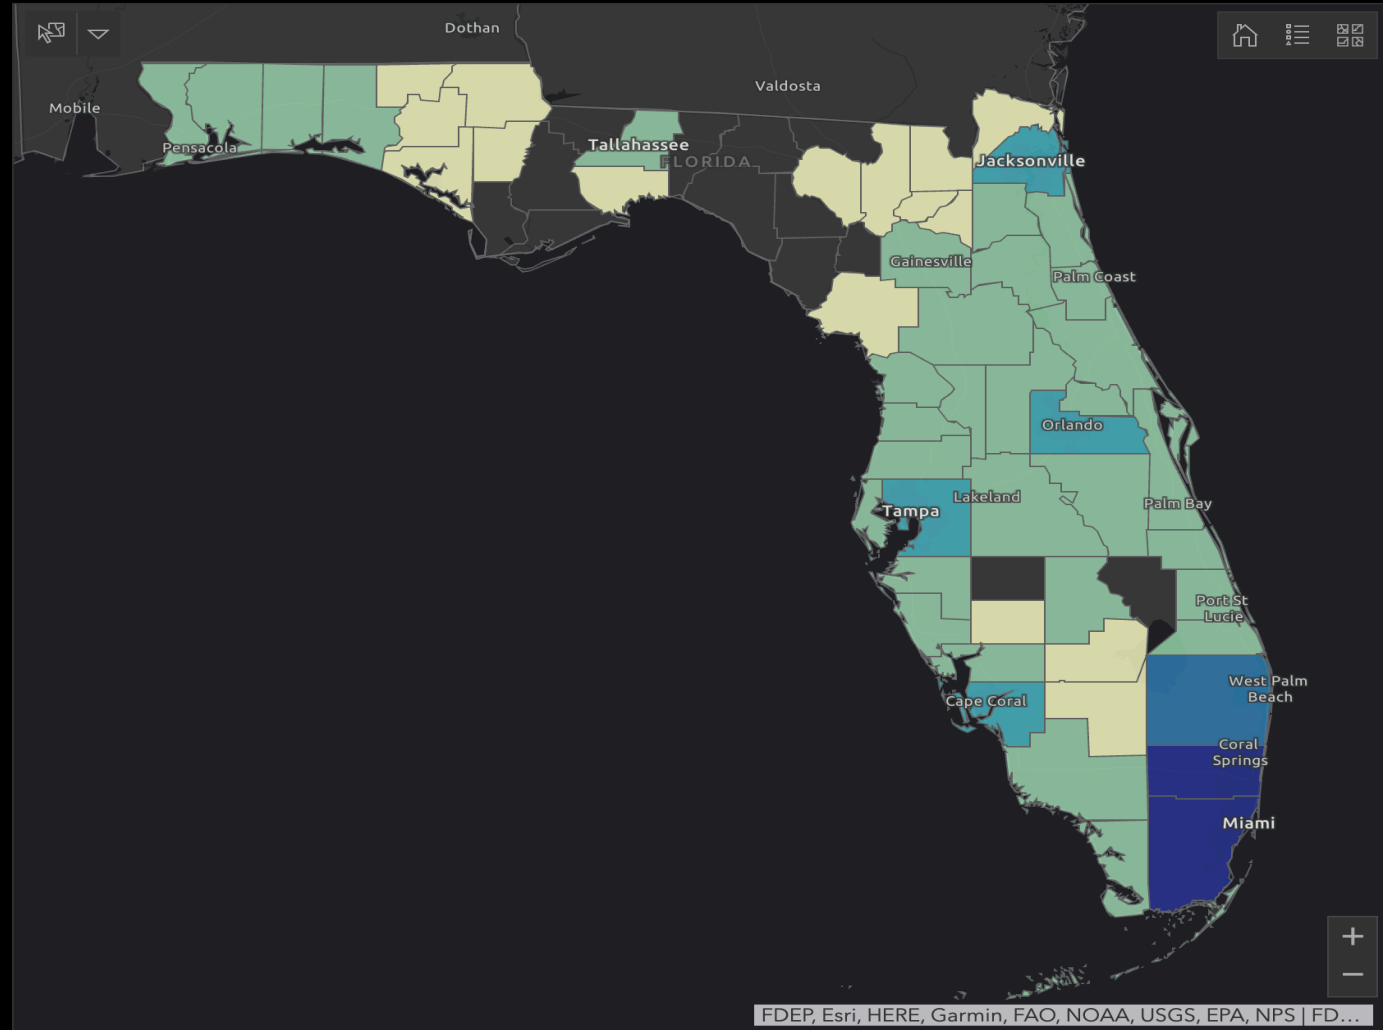 Dothan
Valdosta
Mobile
Pensacola
Tallahassee
FLORIDA
Jacksonville
Gainesville
Palm Coast
Orlando
Lakeland
Tampa
Palm Bay
Port St
Lucie
West Palm
Beach
Cape Coral
Coral
Springs
Miami
+
−
FDEP, Esri, HERE, Garmin, FAO, NOAA, USGS, EPA, NPS | FD...